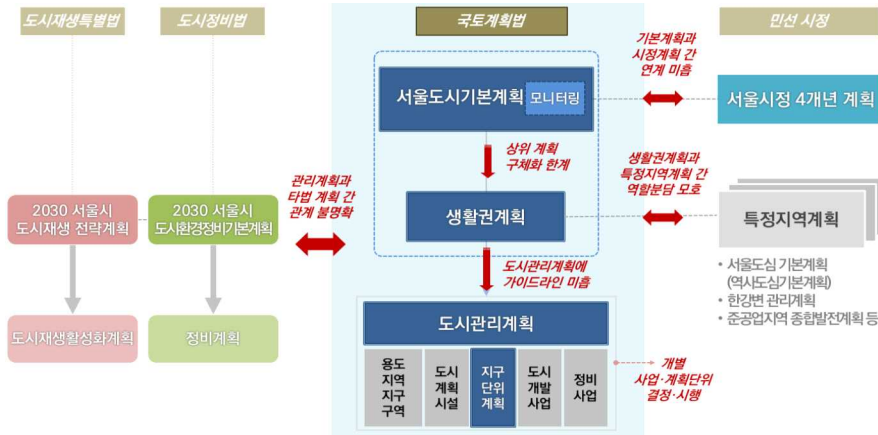 도시재생특별법
도시정비법
국토계획법
민선 시정
기본계획과
시정계획 간
연계 미흡
서울도시기본계획
모니터링
서울시정 4개년 계획
상위 계획
구체화 한계
생활권계획과
특정지역계획 간
역할분담 모호
관리계획과
타법 계획 간
관계 불명확
2030 서울시
도시재생 전략계획
2030 서울시
도시환경정비기본계획
생활권계획
특정지역계획
도시관리계획에
가이드라인 미흡
• 서울도심 기본계획
(역사도심기본계획)
• 한강변 관리계획
• 준공업지역 종합발전계획 등
도시재생활성화계획
정비계획
도시관리계획
용도
지역
지구
구역
도시
계획
시설
지구
단위
계획
도시
개발
사업
정비
사업
개별
사업·계획단위
결정·시행